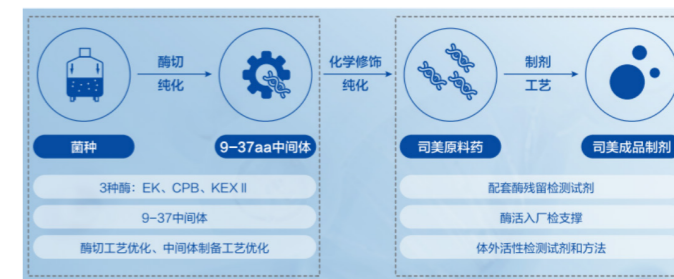 酶切
纯化
化学修饰
纯化
制剂
工艺
菌种
9-37aa中间体
司美原料药
司美成品制剂
3种酶：EK、CPB、KEXⅡ
9-37中间体
酶切工艺优化、中间体制备工艺优化
配套酶残留检测试剂
酶活入厂检支撑
体外活性检测试剂和方法